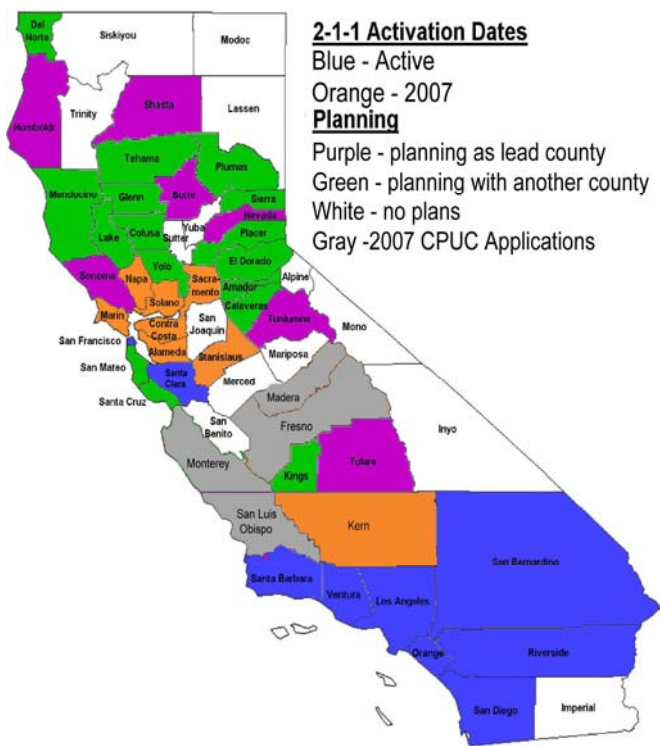 2-1-1 Activation Dates
Blue - Active
Orange - 2007
Planning
Purple - planning as lead county
Green - planning with another county
White - no plans
Gray -2007 CPUC Applications
Del
Norte
Siskiyou
Modoc
Humboldt
Trinity
Shasta
Lassen
Tehama
Plumas
Mendocino
Glenn
Butte
Sierra
Nevada
Lake
Colusa
Sutter
Yuba
Placer
Sonoma
Napa
Yolo
Sacra-
mento
El Dorado
Alpine
Solano
Amador
Calaveras
Marin
Contra
Costa
San
Joaquin
Tuolumne
Mono
San Francisco
Alameda
Stanislaus
Mariposa
San Mateo
Santa
Clara
Merced
Madera
Santa Cruz
San
Benito
Fresno
Inyo
Monterey
Kings
Tulare
San Luis
Obispo
Kern
San Bernardino
Santa Barbara
Ventura
Los Angeles
Orange
Riverside
San Diego
Imperial